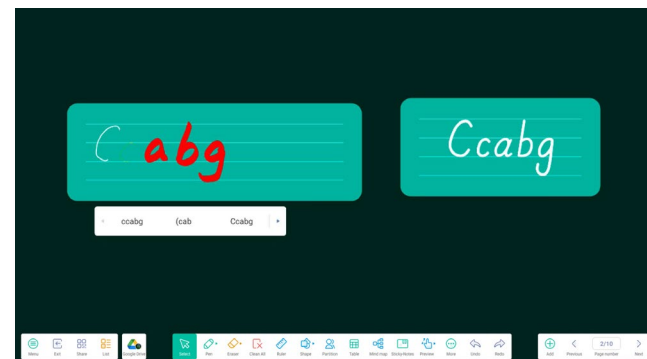 C abg
Ccabg
ccabg (cab Ccabg
Menu Exit Share List Google Drive Select Pen Eraser Clean All Ruler Shape Partition Table Mind map Sticky Notes Preview More Undo Redo Add Previous 2/10 Page number Next